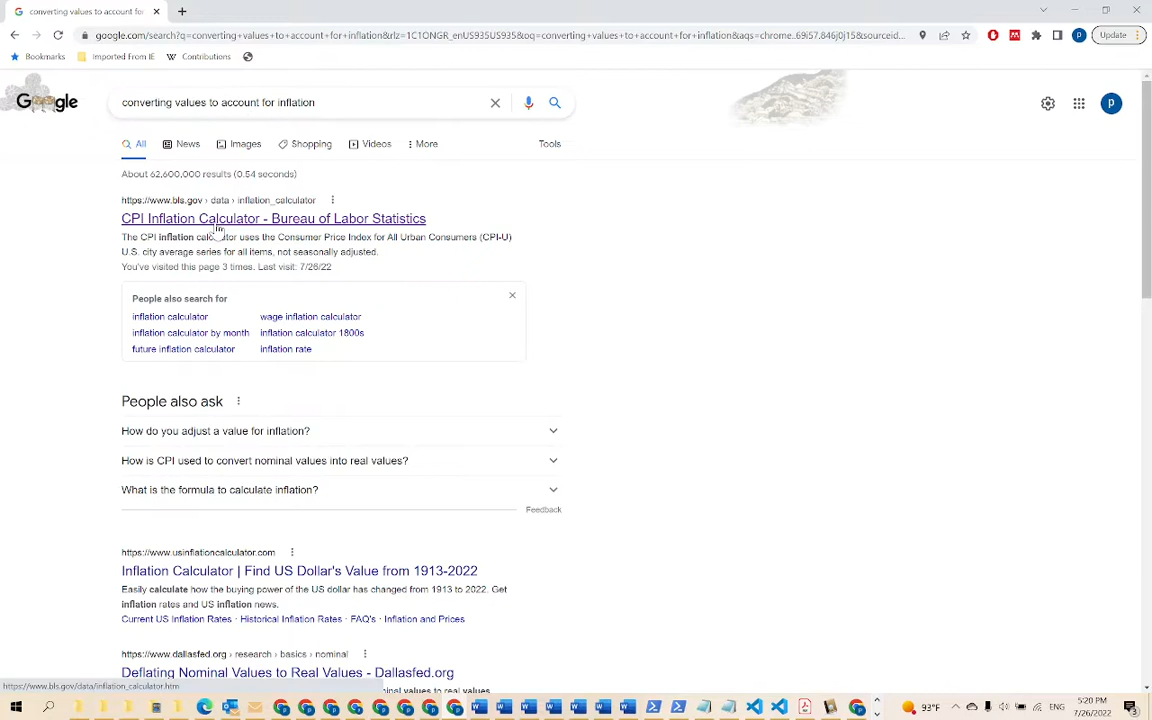 converting values to account for
google.com/search?q=converting+values+to+account+for+inflation&rlz=1C1ONGR_enUS935US935&oq=converting+values+to+account+for+inflation&aqs=chrome..69i57.846j0j15&sourceid...
Update
Bookmarks
Imported From IE
Contributions
Google
converting values to account for inflation
p
All
News
Images
Shopping
Videos
More
Tools
About 62,600,000 results (0.54 seconds)
https://www.bls.gov › data › inflation_calculator
CPI Inflation Calculator - Bureau of Labor Statistics
The CPI inflation calculator uses the Consumer Price Index for All Urban Consumers (CPI-U)
U.S. city average series for all items, not seasonally adjusted.
You've visited this page 3 times. Last visit: 7/26/22
People also search for
inflation calculator
wage inflation calculator
inflation calculator by month
inflation calculator 1800s
future inflation calculator
inflation rate
People also ask
How do you adjust a value for inflation?
How is CPI used to convert nominal values into real values?
What is the formula to calculate inflation?
Feedback
https://www.usinflationcalculator.com
Inflation Calculator | Find US Dollar's Value from 1913-2022
Easily calculate how the buying power of the US dollar has changed from 1913 to 2022. Get
inflation rates and US inflation news.
Current US Inflation Rates · Historical Inflation Rates · FAQ's · Inflation and Prices
https://www.dallasfed.org › research › basics › nominal
Deflating Nominal Values to Real Values - Dallasfed.org
https://www.bls.gov/data/inflation_calculator.htm
93°F
ENG
5:20 PM
7/26/2022